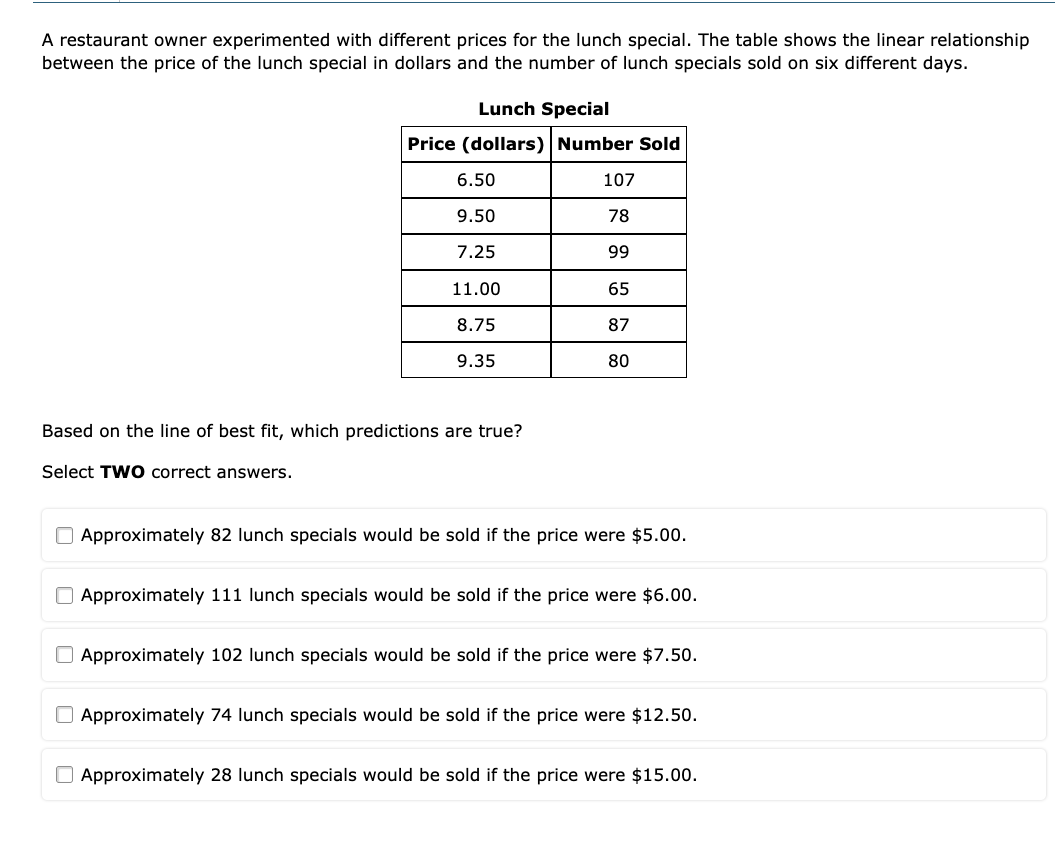 A restaurant owner experimented with different prices for the lunch special. The table shows the linear relationship
between the price of the lunch special in dollars and the number of lunch specials sold on six different days.
Lunch Special
Price (dollars) Number Sold
6.50 107
9.50 78
7.25 99
11.00 65
8.75 87
9.35 80
Based on the line of best fit, which predictions are true?
Select TWO correct answers.
Approximately 82 lunch specials would be sold if the price were $5.00.
Approximately 111 lunch specials would be sold if the price were $6.00.
Approximately 102 lunch specials would be sold if the price were $7.50.
Approximately 74 lunch specials would be sold if the price were $12.50.
Approximately 28 lunch specials would be sold if the price were $15.00.